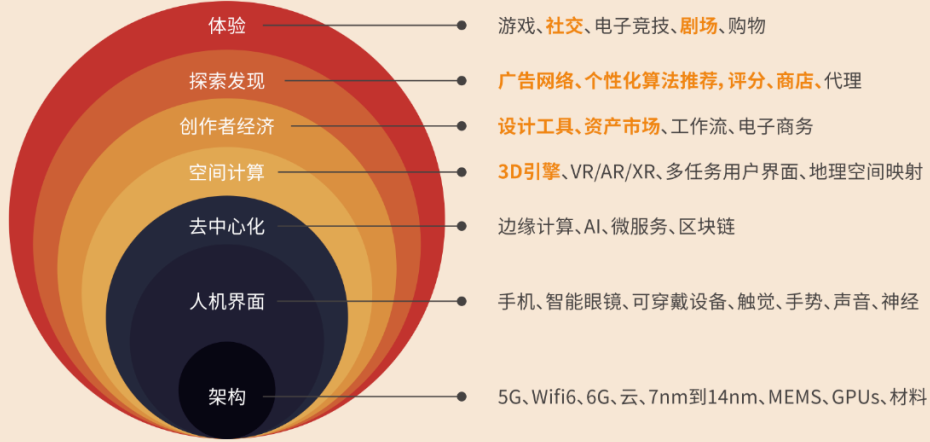 体验 游戏、社交、电子竞技、剧场、购物
探索发现 广告网络、个性化算法推荐,评分、商店、代理
创作者经济 设计工具、资产市场、工作流、电子商务
空间计算 3D引擎、VR/AR/XR、多任务用户界面、地理空间映射
去中心化 边缘计算、AI、微服务、区块链
人机界面 手机、智能眼镜、可穿戴设备、触觉、手势、声音、神经
架构 5G、Wifi6、6G、云、7nm到14nm、MEMS、GPUs、材料